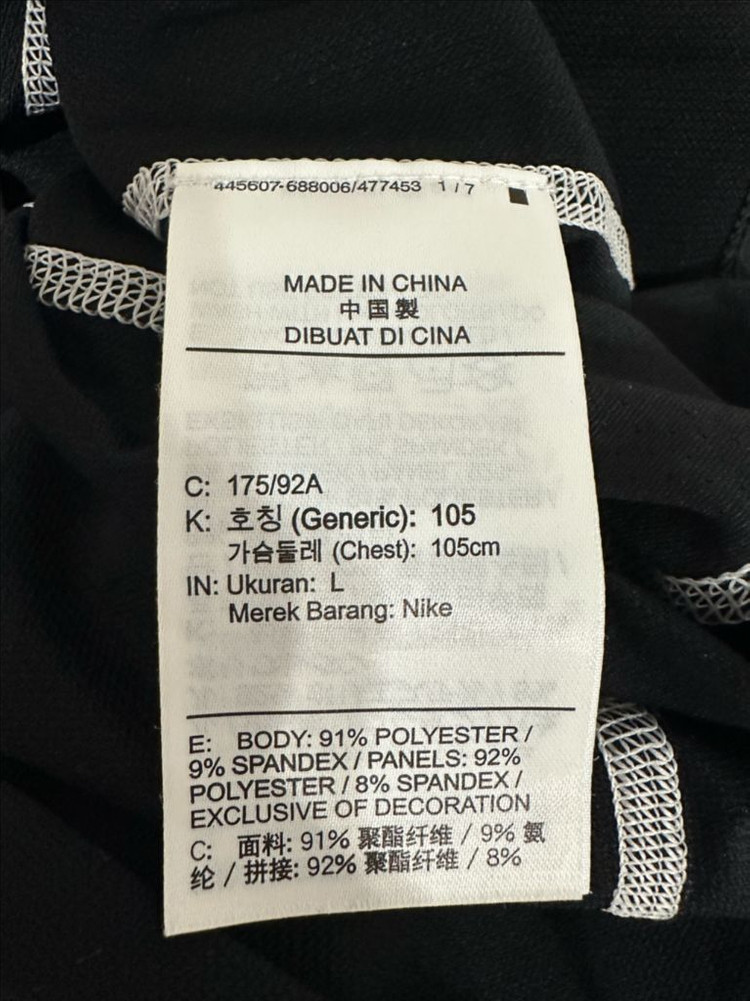 445607-688006/477453 1/7
MADE IN CHINA
中国製
DIBUAT DI CINA
C: 175/92A
K: 호칭 (Generic): 105
가슴둘레 (Chest): 105cm
IN: Ukuran: L
Merek Barang: Nike
E: BODY: 91% POLYESTER /
9% SPANDEX / PANELS: 92%
POLYESTER / 8% SPANDEX /
EXCLUSIVE OF DECORATION
C: 面料: 91% 聚酯纤维 / 9% 氨
纶 / 拼接: 92% 聚酯纤维 / 8%